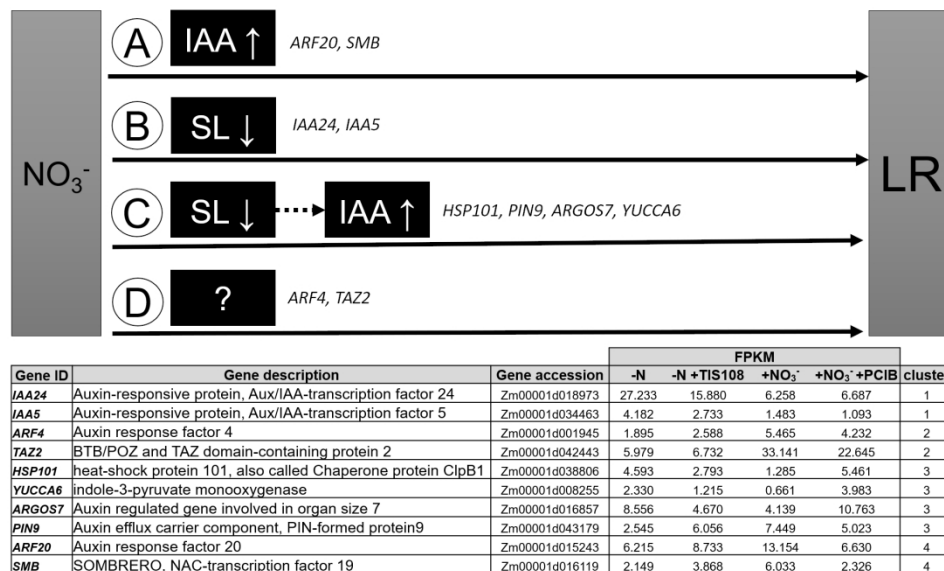 NO₃⁻
A IAA ↑ ARF20, SMB
B SL ↓ IAA24, IAA5
C SL ↓ IAA ↑ HSP101, PIN9, ARGOS7, YUCCA6
D ? ARF4, TAZ2
LR
FPKM
Gene ID Gene description Gene accession -N -N +TIS108 +NO₃⁻ +NO₃⁻ +PCIB cluste
IAA24 Auxin-responsive protein, Aux/IAA-transcription factor 24 Zm00001d018973 27.233 15.880 6.258 6.687 1
IAA5 Auxin-responsive protein, Aux/IAA-transcription factor 5 Zm00001d034463 4.182 2.733 1.483 1.093 1
ARF4 Auxin response factor 4 Zm00001d001945 1.895 2.588 5.465 4.232 2
TAZ2 BTB/POZ and TAZ domain-containing protein 2 Zm00001d042443 5.979 6.732 33.141 22.645 2
HSP101 heat-shock protein 101, also called Chaperone protein ClpB1 Zm00001d038806 4.593 2.793 1.285 5.461 3
YUCCA6 indole-3-pyruvate monooxygenase Zm00001d008255 2.330 1.215 0.661 3.983 3
ARGOS7 Auxin regulated gene involved in organ size 7 Zm00001d016857 8.556 4.670 4.139 10.763 3
PIN9 Auxin efflux carrier component, PIN-formed protein9 Zm00001d043179 2.545 6.056 7.449 5.023 3
ARF20 Auxin response factor 20 Zm00001d015243 6.215 8.733 13.154 6.630 4
SMB SOMBRERO, NAC-transcription factor 19 Zm00001d016119 2.149 3.868 6.033 2.326 4